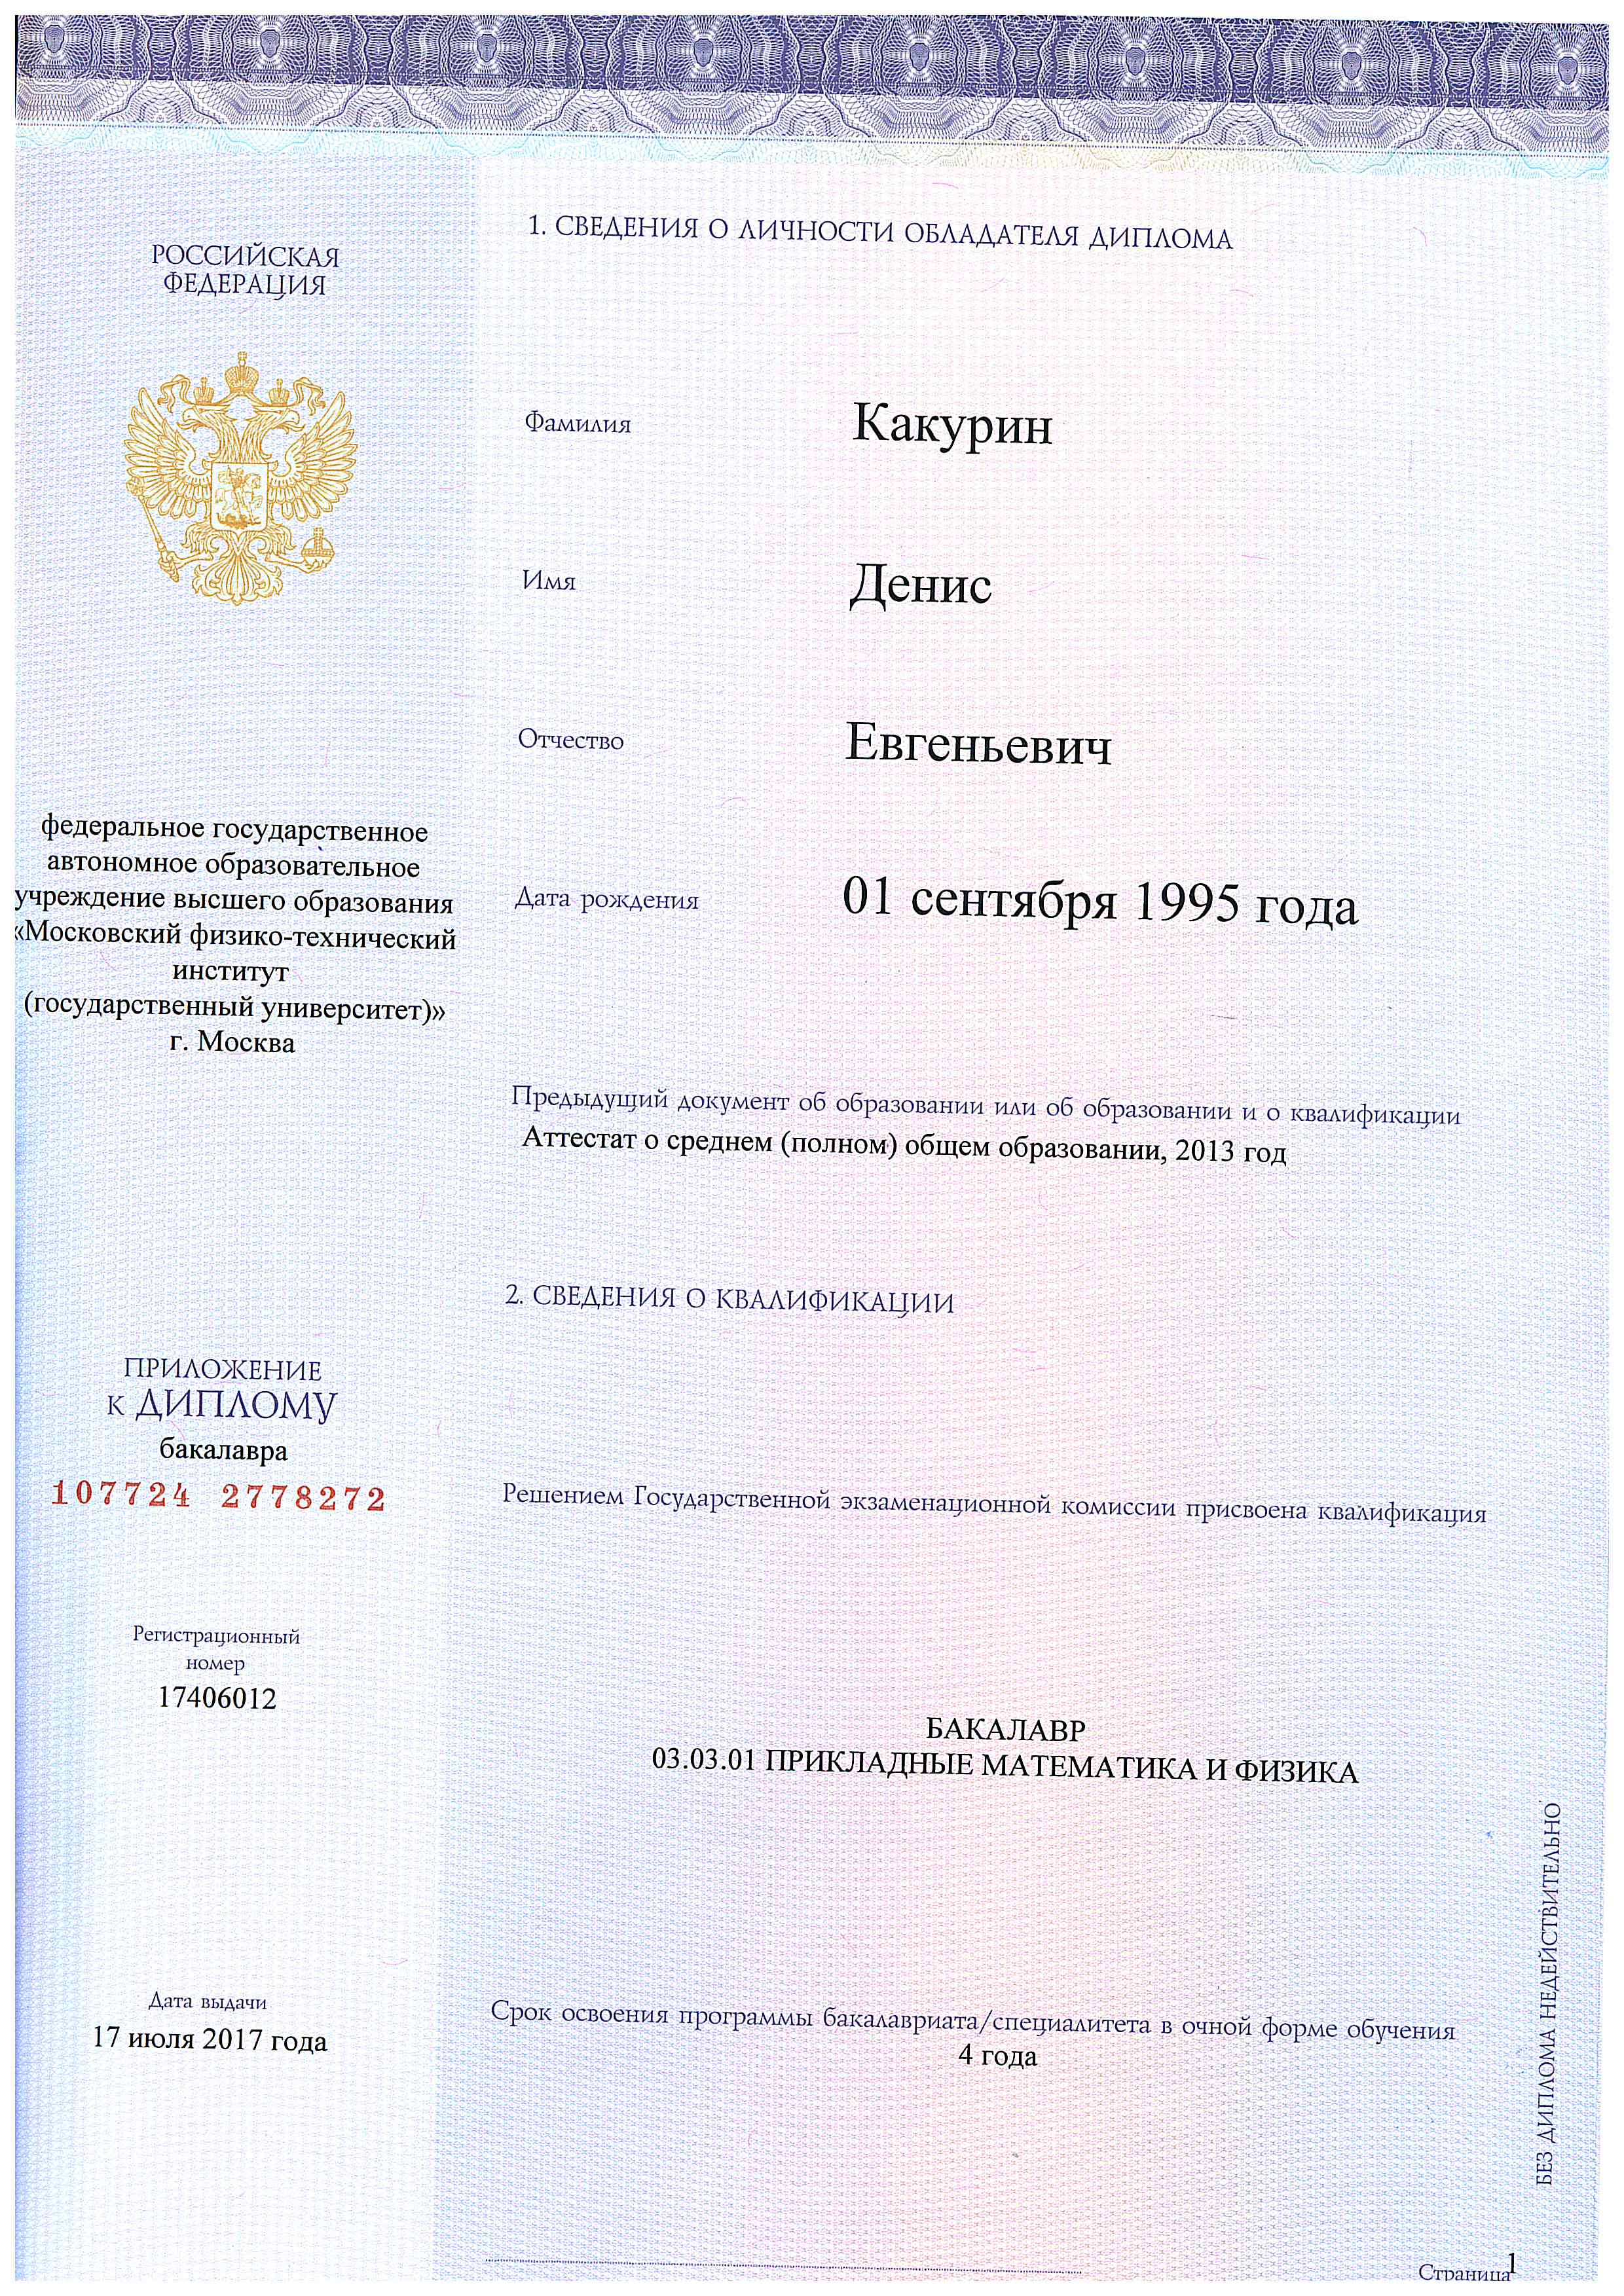 РОССИЙСКАЯ
ФЕДЕРАЦИЯ
федеральное государственное
автономное образовательное
учреждение высшего образования
«Московский физико-технический
институт
(государственный университет)»
г. Москва
ПРИЛОЖЕНИЕ
к ДИПЛОМУ
бакалавра
107724 2778272
Регистрационный
номер
17406012
Дата выдачи
17 июля 2017 года
1. СВЕДЕНИЯ О ЛИЧНОСТИ ОБЛАДАТЕЛЯ ДИПЛОМА
Фамилия Какурин
Имя Денис
Отчество Евгеньевич
Дата рождения 01 сентября 1995 года
Предыдущий документ об образовании или об образовании и о квалификации
Аттестат о среднем (полном) общем образовании, 2013 год
2. СВЕДЕНИЯ О КВАЛИФИКАЦИИ
Решением Государственной экзаменационной комиссии присвоена квалификация
БАКАЛАВР
03.03.01 ПРИКЛАДНЫЕ МАТЕМАТИКА И ФИЗИКА
Срок освоения программы бакалавриата/специалитета в очной форме обучения
4 года
БЕЗ ДИПЛОМА НЕДЕЙСТВИТЕЛЬНО
Страница 1